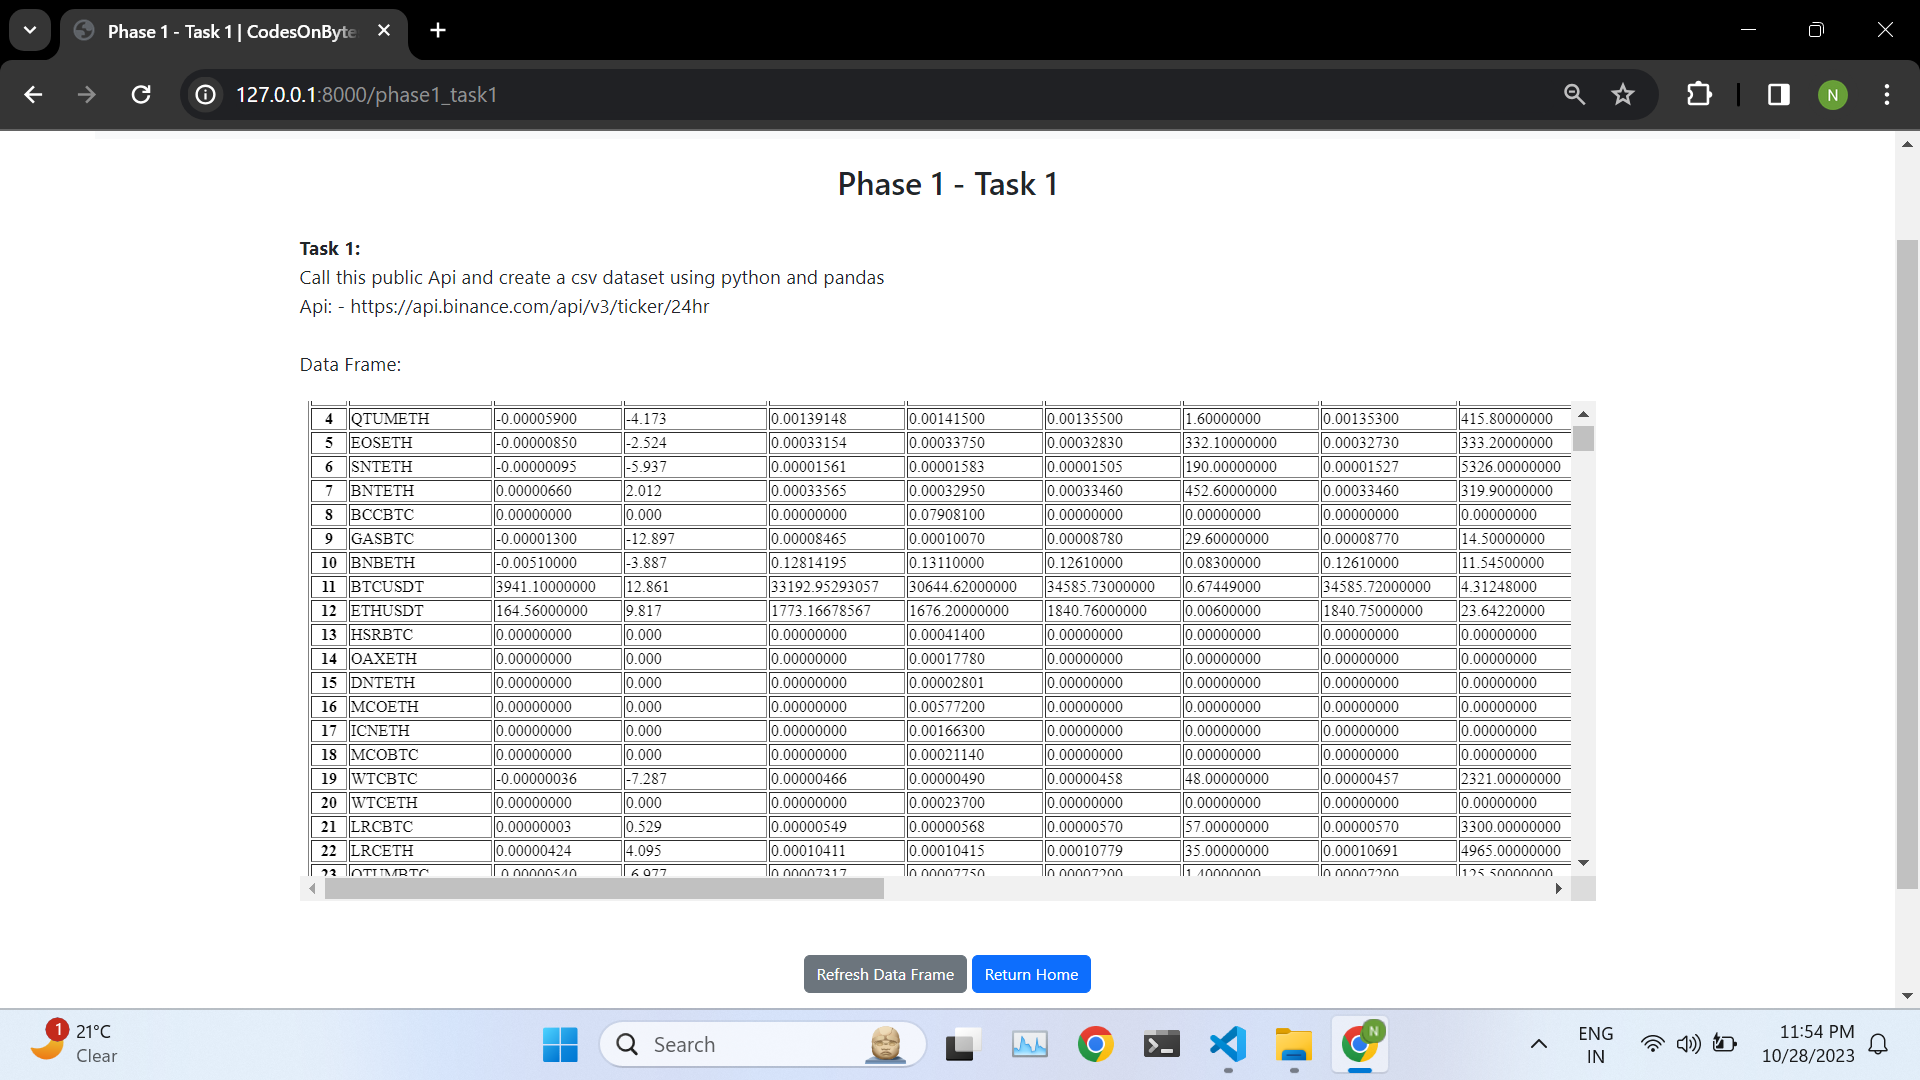 Phase 1 - Task 1 | CodesOnByte
127.0.0.1:8000/phase1_task1
N
Phase 1 - Task 1
Task 1:
Call this public Api and create a csv dataset using python and pandas
Api: - https://api.binance.com/api/v3/ticker/24hr
Data Frame:
4 QTUMETH -0.00005900 -4.173 0.00139148 0.00141500 0.00135500 1.60000000 0.00135300 415.80000000
5 EOSETH -0.00000850 -2.524 0.00033154 0.00033750 0.00032830 332.10000000 0.00032730 333.20000000
6 SNTETH -0.00000095 -5.937 0.00001561 0.00001583 0.00001505 190.00000000 0.00001527 5326.00000000
7 BNTETH 0.00000660 2.012 0.00033565 0.00032950 0.00033460 452.60000000 0.00033460 319.90000000
8 BCCBTC 0.00000000 0.000 0.00000000 0.07908100 0.00000000 0.00000000 0.00000000 0.00000000
9 GASBTC -0.00001300 -12.897 0.00008465 0.00010070 0.00008780 29.60000000 0.00008770 14.50000000
10 BNBETH -0.00510000 -3.887 0.12814195 0.13110000 0.12610000 0.08300000 0.12610000 11.54500000
11 BTCUSDT 3941.10000000 12.861 33192.95293057 30644.62000000 34585.73000000 0.67449000 34585.72000000 4.31248000
12 ETHUSDT 164.56000000 9.817 1773.16678567 1676.20000000 1840.76000000 0.00600000 1840.75000000 23.64220000
13 HSRBTC 0.00000000 0.000 0.00000000 0.00041400 0.00000000 0.00000000 0.00000000 0.00000000
14 OAXETH 0.00000000 0.000 0.00000000 0.00017780 0.00000000 0.00000000 0.00000000 0.00000000
15 DNTETH 0.00000000 0.000 0.00000000 0.00002801 0.00000000 0.00000000 0.00000000 0.00000000
16 MCOETH 0.00000000 0.000 0.00000000 0.00577200 0.00000000 0.00000000 0.00000000 0.00000000
17 ICNETH 0.00000000 0.000 0.00000000 0.00166300 0.00000000 0.00000000 0.00000000 0.00000000
18 MCOBTC 0.00000000 0.000 0.00000000 0.00021140 0.00000000 0.00000000 0.00000000 0.00000000
19 WTCBTC -0.00000036 -7.287 0.00000466 0.00000490 0.00000458 48.00000000 0.00000457 2321.00000000
20 WTCETH 0.00000000 0.000 0.00000000 0.00023700 0.00000000 0.00000000 0.00000000 0.00000000
21 LRCBTC 0.00000003 0.529 0.00000549 0.00000568 0.00000570 57.00000000 0.00000570 3300.00000000
22 LRCETH 0.00000424 4.095 0.00010411 0.00010415 0.00010779 35.00000000 0.00010691 4965.00000000
23 QTUMBTC -0.00000540 -6.977 0.00007317 0.00007750 0.00007200 1.40000000 0.00007200 125.50000000
Refresh Data Frame Return Home
1
21°C
Clear
Search
N
ENG
IN
11:54 PM
10/28/2023